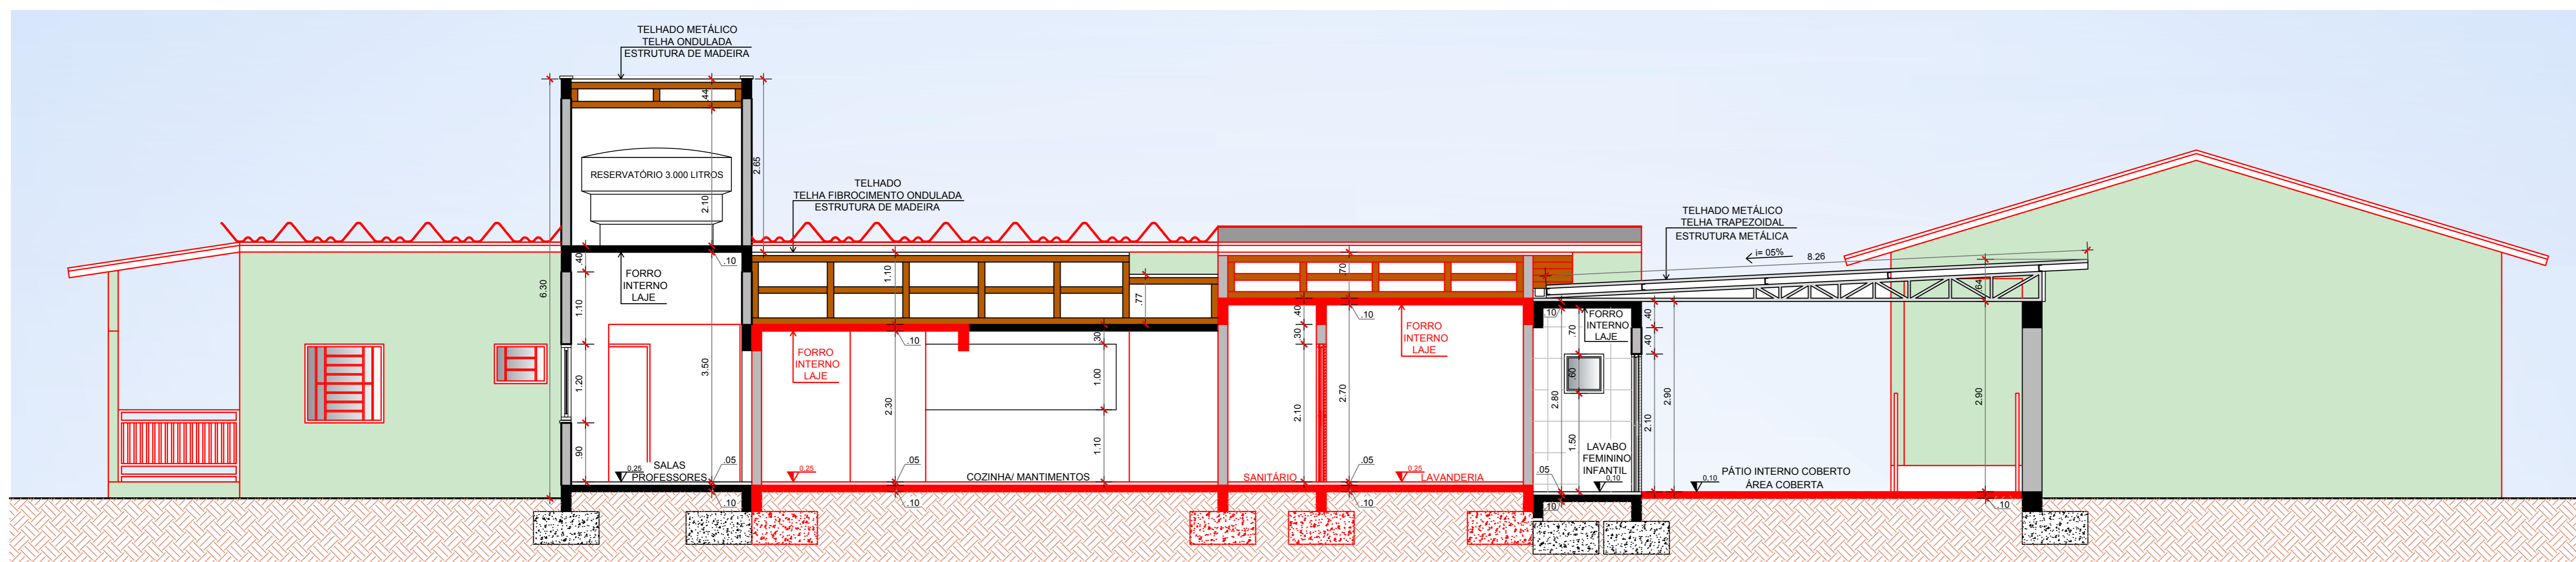 TELHADO METÁLICO
TELHA ONDULADA
ESTRUTURA DE MADEIRA
.44
2.65
RESERVATÓRIO 3.000 LITROS
2.10
TELHADO
TELHA FIBROCIMENTO ONDULADA
ESTRUTURA DE MADEIRA
TELHADO METÁLICO
TELHA TRAPEZOIDAL
ESTRUTURA METÁLICA
i= 05%
8.26
6.30
.40
1.10
1.20
.90
FORRO
INTERNO
LAJE
.10
3.50
.05
.10
0,25
SALAS
PROFESSORES
1.10
.77
.10
FORRO
INTERNO
LAJE
2.30
.30
1.00
1.10
0,25
.05
.10
COZINHA/ MANTIMENTOS
.70
.40
.30
.10
FORRO
INTERNO
LAJE
2.10
2.70
SANITÁRIO
.05
.10
0,25
LAVANDERIA
.10
FORRO
INTERNO
LAJE
.70
.60
2.80
1.50
.05
.10
LAVABO
FEMININO
INFANTIL
0,10
.40
.40
2.10
2.90
0,10
PÁTIO INTERNO COBERTO
ÁREA COBERTA
.64
2.90
.10